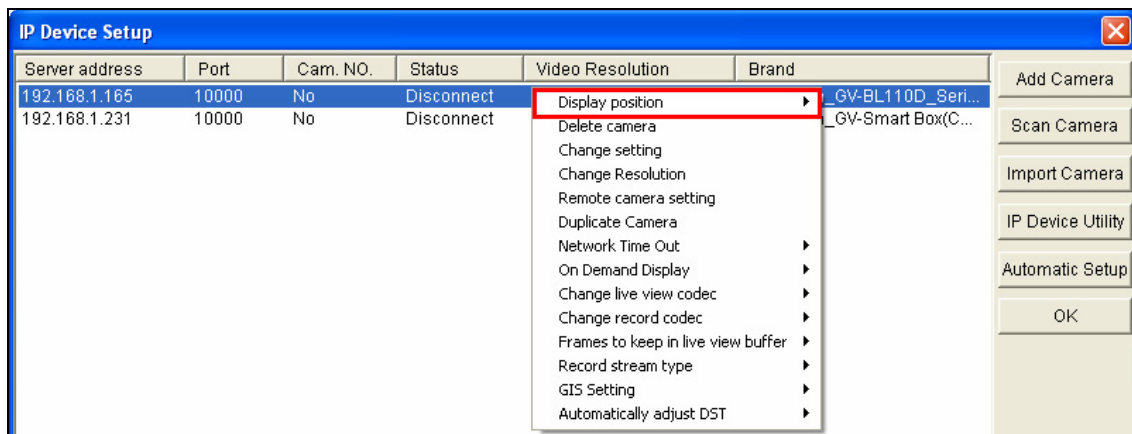 IP Device Setup
Server address Port Cam. NO. Status Video Resolution Brand
192.168.1.165 10000 No Disconnect _GV-BL110D_Seri...
192.168.1.231 10000 No Disconnect _GV-Smart Box(C...
Display position
Delete camera
Change setting
Change Resolution
Remote camera setting
Duplicate Camera
Network Time Out
On Demand Display
Change live view codec
Change record codec
Frames to keep in live view buffer
Record stream type
GIS Setting
Automatically adjust DST
Add Camera
Scan Camera
Import Camera
IP Device Utility
Automatic Setup
OK